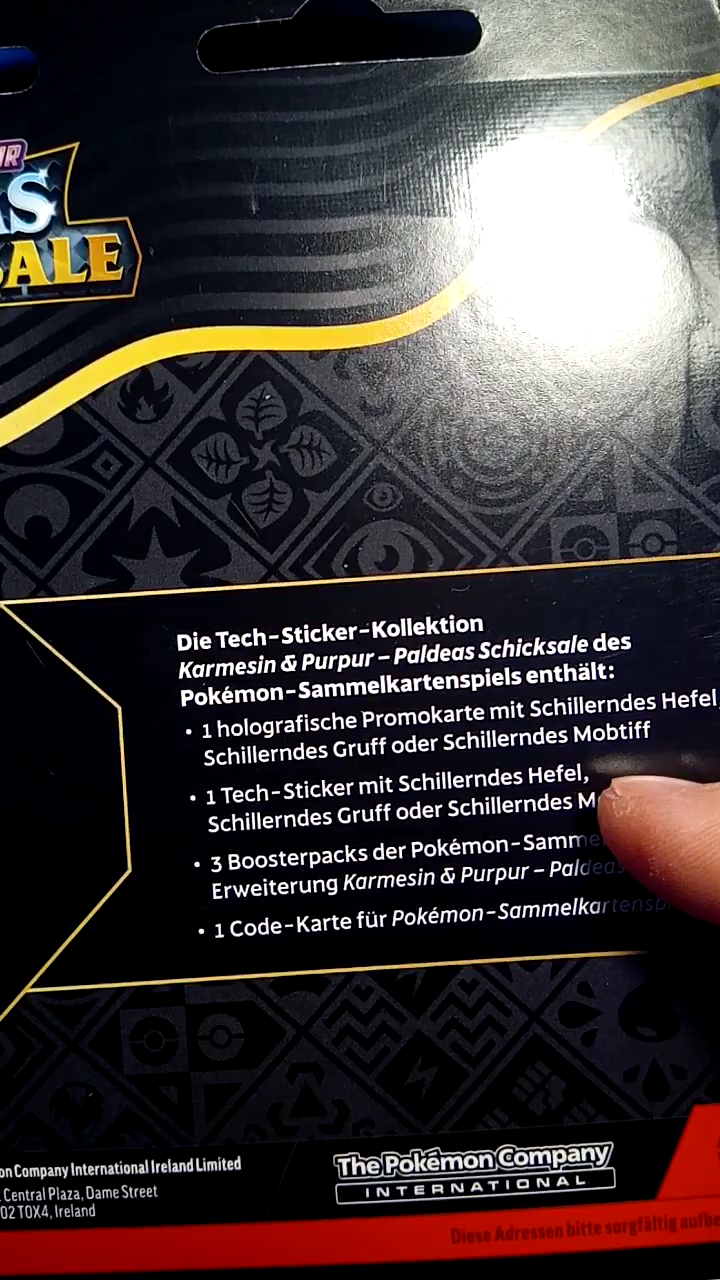 ALE
Die Tech-Sticker-Kollektion
Karmesin & Purpur – Paldeas Schicksale des
Pokémon-Sammelkartenspiels enthält:
• 1 holografische Promokarte mit Schillerndes Hefel,
Schillerndes Gruff oder Schillerndes Mobtiff
• 1 Tech-Sticker mit Schillerndes Hefel,
Schillerndes Gruff oder Schillerndes
• 3 Boosterpacks der Pokémon-Samm
Erweiterung Karmesin & Purpur – Paldeas
• 1 Code-Karte für Pokémon-Sammelkartensp
on Company International Ireland Limited
Central Plaza, Dame Street
02 TOX4, Ireland
The Pokémon Company
INTERNATIONAL
Diese Adressen bitte sorgfältig aufbe